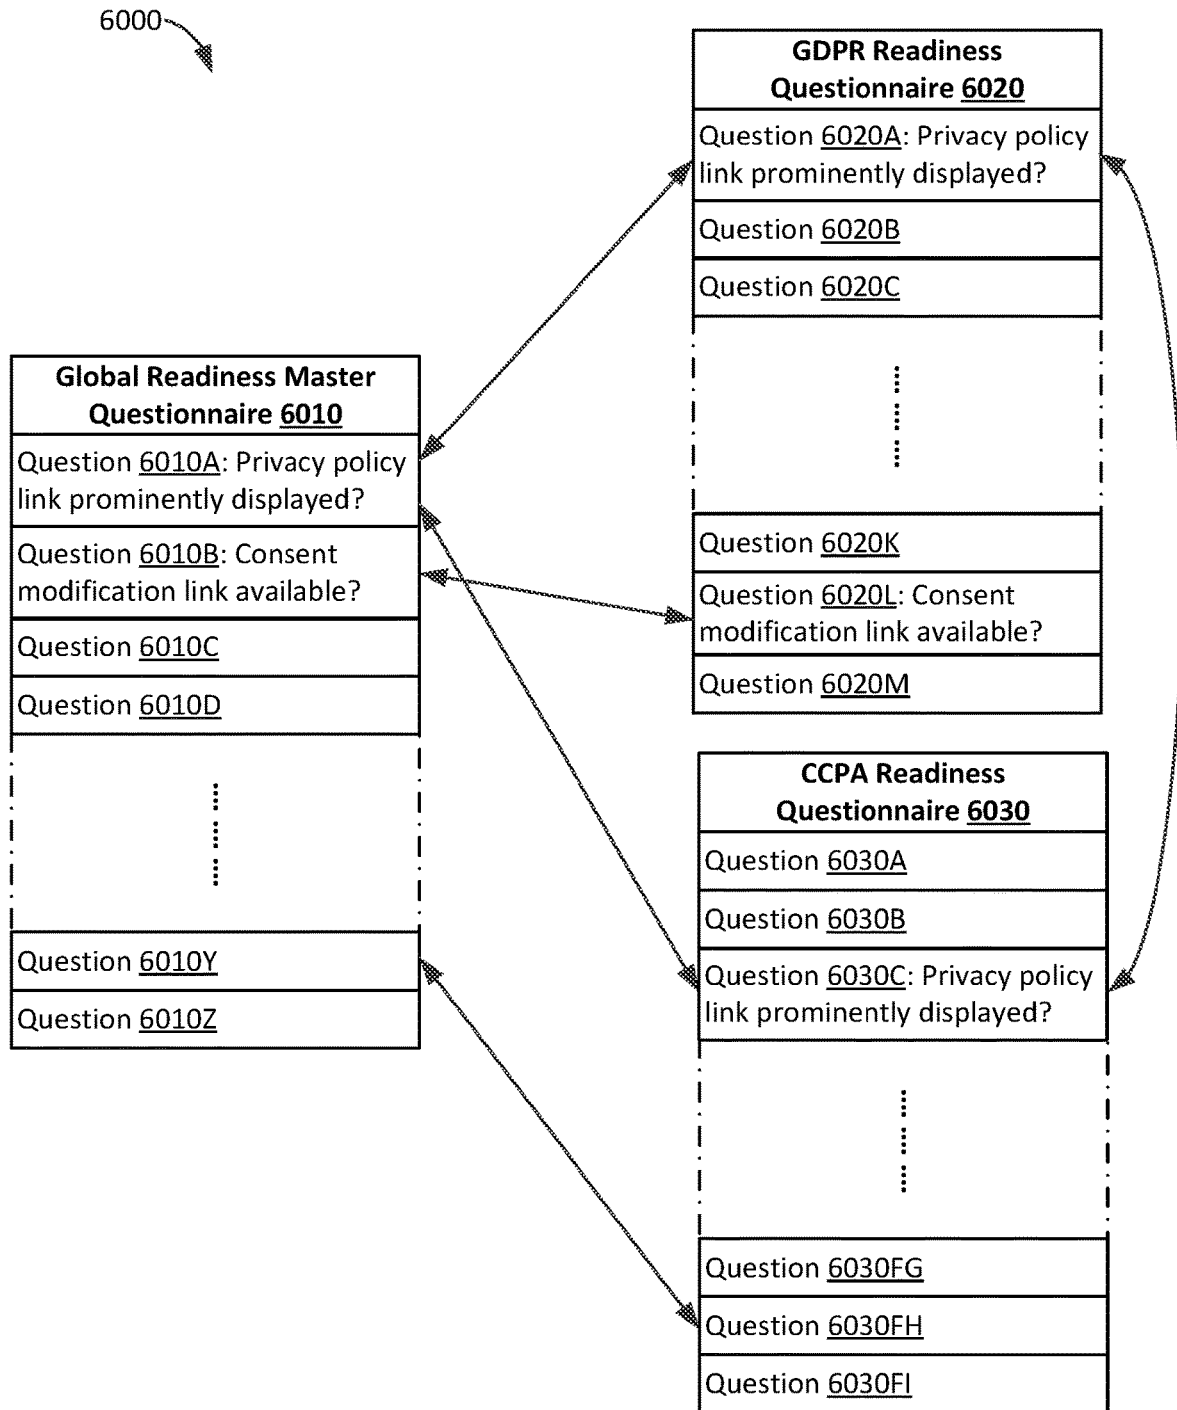 6000
GDPR Readiness
Questionnaire 6020
Question 6020A: Privacy policy
link prominently displayed?
Question 6020B
Question 6020C
Question 6020K
Question 6020L: Consent
modification link available?
Question 6020M
Global Readiness Master
Questionnaire 6010
Question 6010A: Privacy policy
link prominently displayed?
Question 6010B: Consent
modification link available?
Question 6010C
Question 6010D
Question 6010Y
Question 6010Z
CCPA Readiness
Questionnaire 6030
Question 6030A
Question 6030B
Question 6030C: Privacy policy
link prominently displayed?
Question 6030FG
Question 6030FH
Question 6030FI